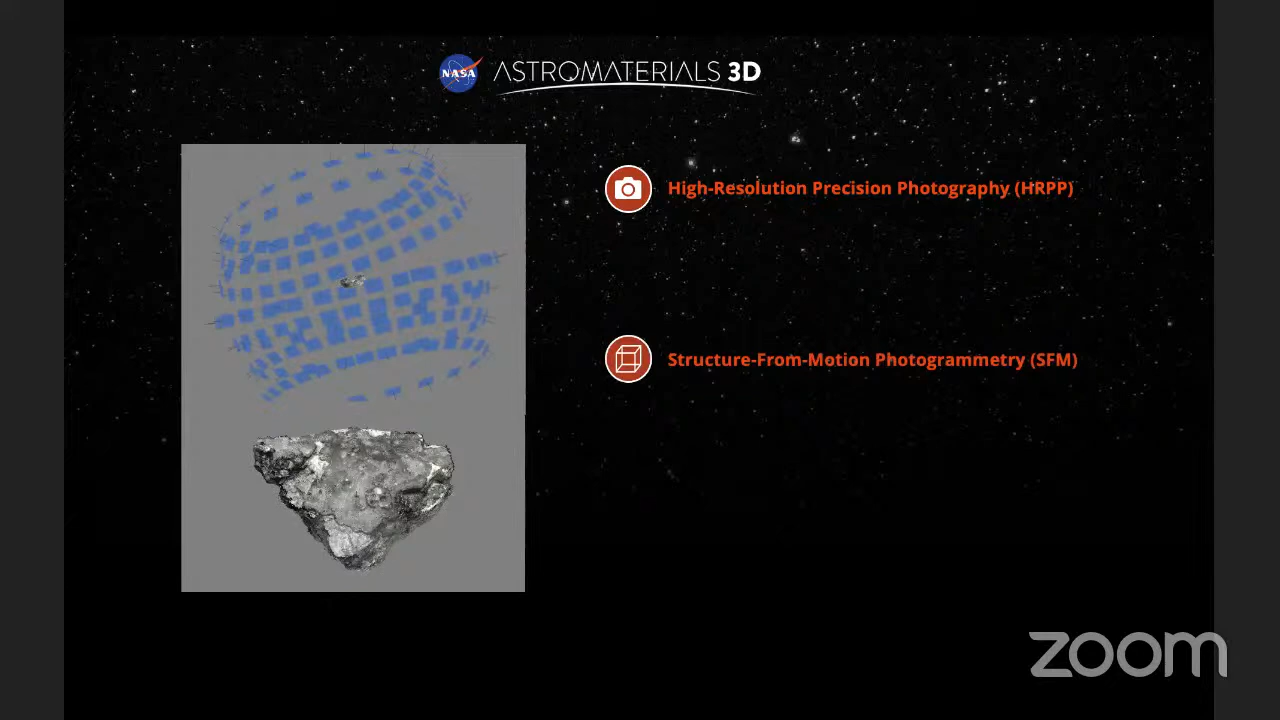 NASA
ASTROMATERIALS 3D
High-Resolution Precision Photography (HRPP)
Structure-From-Motion Photogrammetry (SFM)
zoom